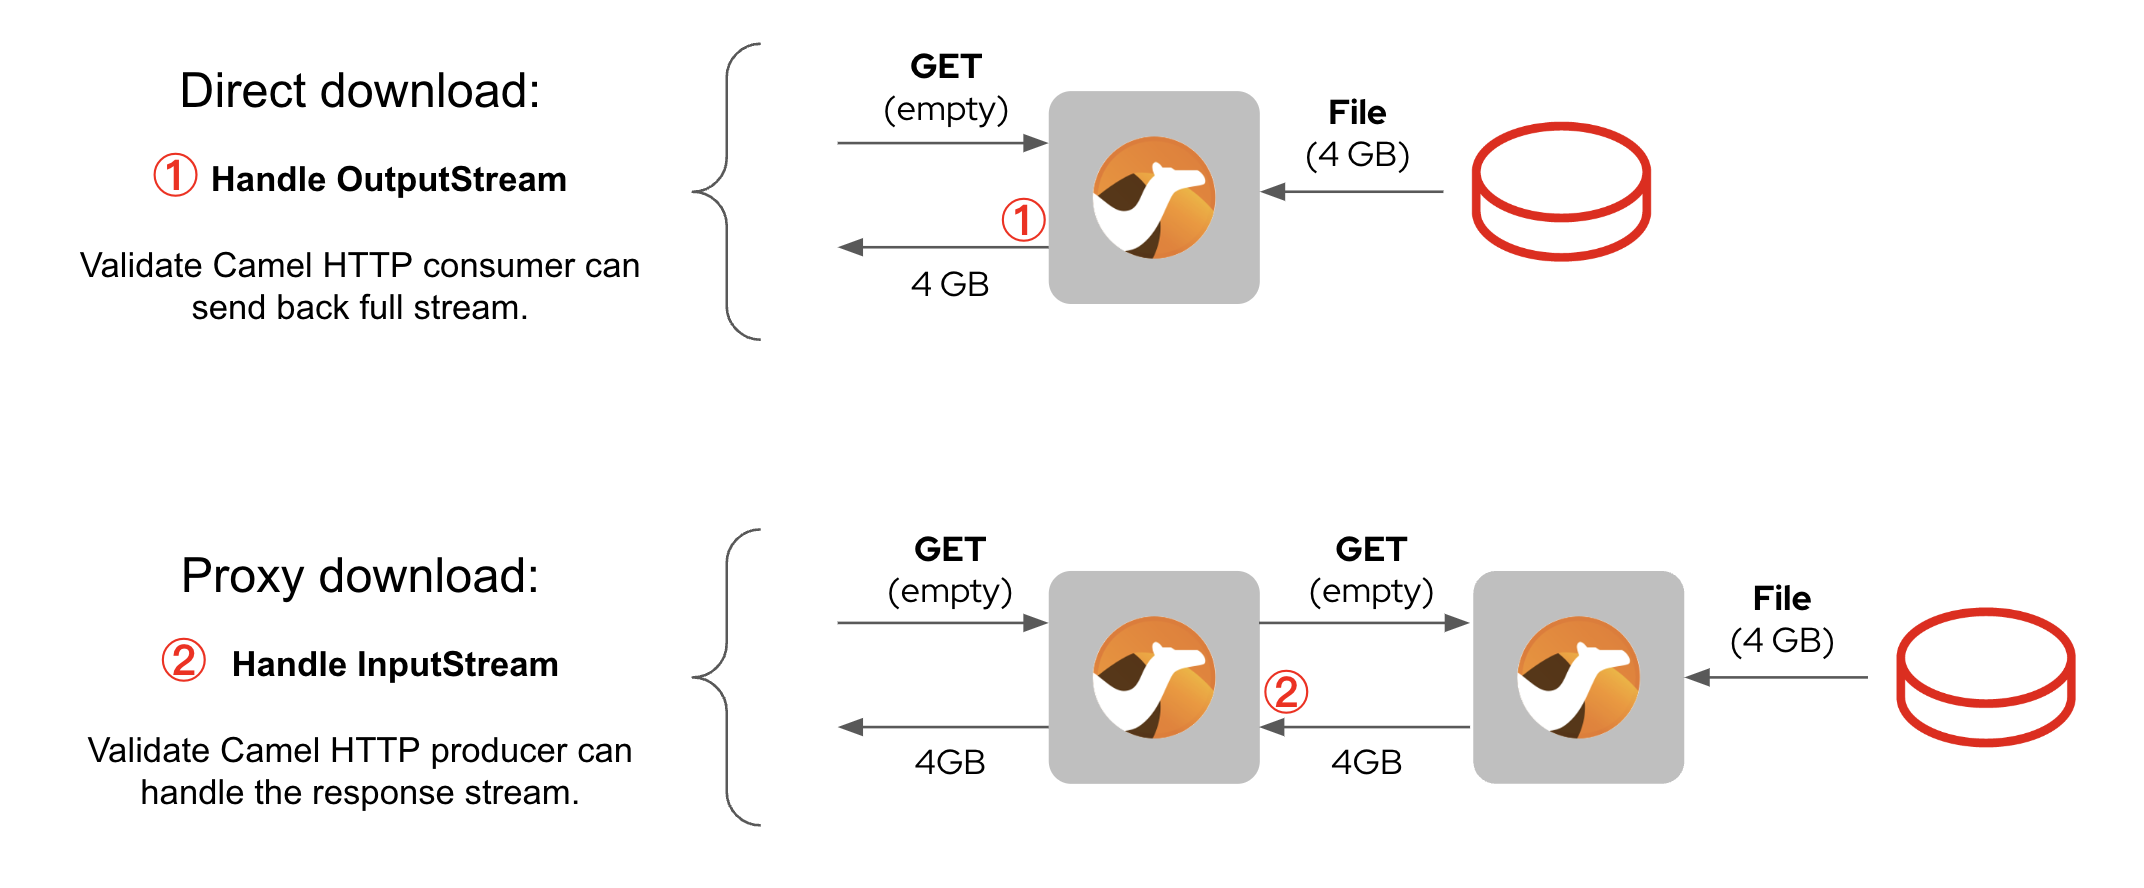 Direct download:
① Handle OutputStream
Validate Camel HTTP consumer can
send back full stream.
GET
(empty)
①
4 GB
File
(4 GB)
Proxy download:
② Handle InputStream
Validate Camel HTTP producer can
handle the response stream.
GET
(empty)
4GB
GET
(empty)
②
4GB
File
(4 GB)